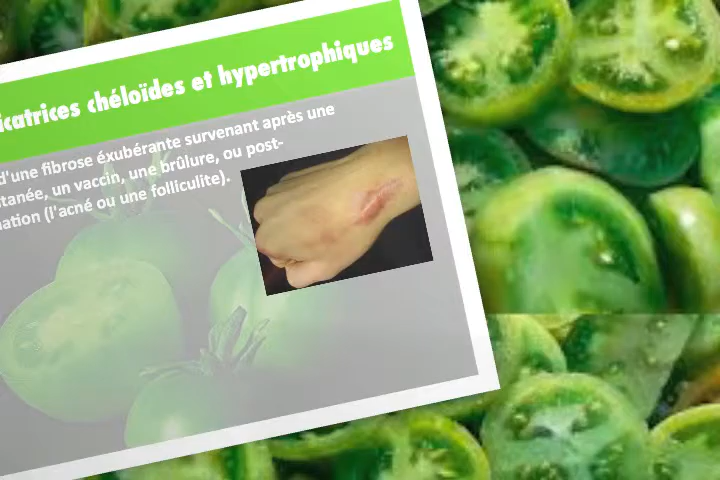 icatrices chéloïdes et hypertrophiques
d'une fibrose éxubérante survenant après une
tanée, un vaccin, une brûlure, ou post-
nation (l'acné ou une folliculite).